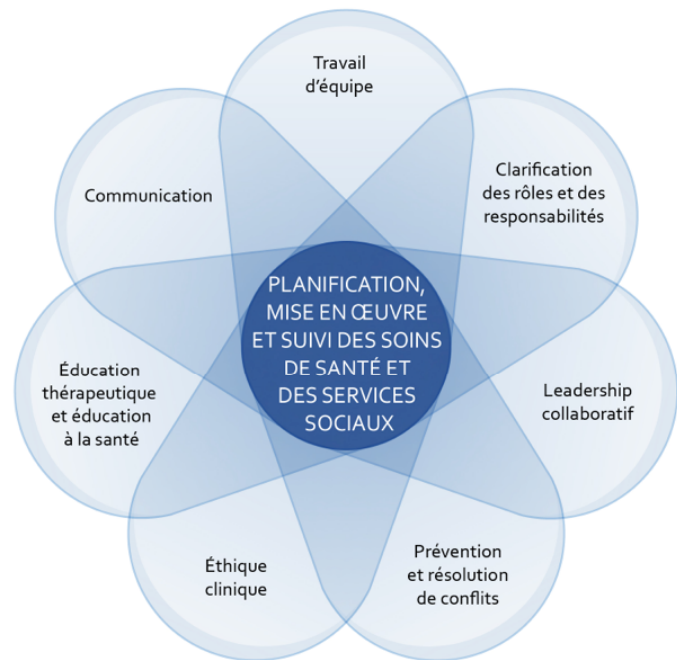 Travail
d'équipe
Clarification
des rôles et des
responsabilités
Leadership
collaboratif
Prévention
et résolution
de conflits
Éthique
clinique
Éducation
thérapeutique
et éducation
à la santé
Communication
PLANIFICATION,
MISE EN ŒUVRE
ET SUIVI DES SOINS
DE SANTÉ ET
DES SERVICES
SOCIAUX